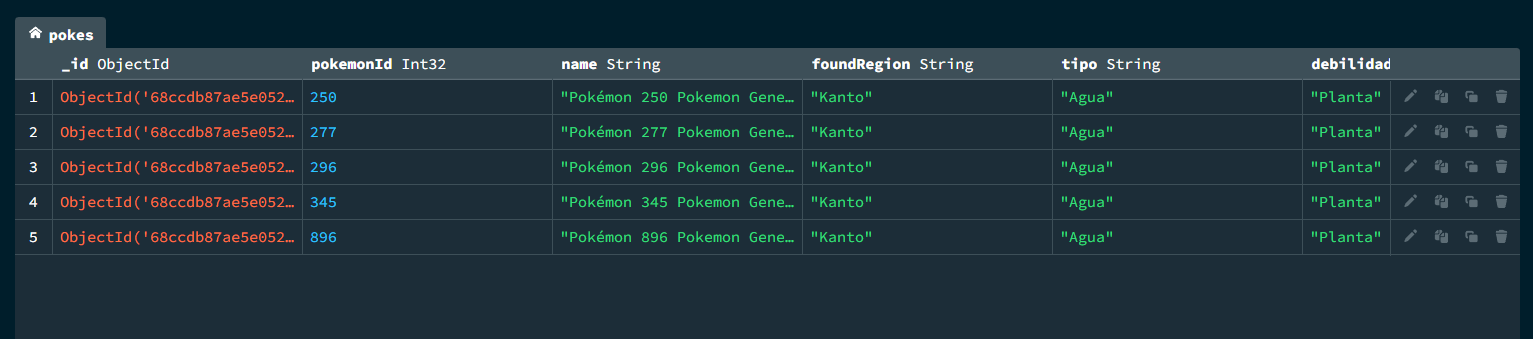 pokes
_id ObjectId pokemonId Int32 name String foundRegion String tipo String debilidad
1 ObjectId('68ccdb87ae5e052… 250 "Pokémon 250 Pokemon Gene… "Kanto" "Agua" "Planta"
2 ObjectId('68ccdb87ae5e052… 277 "Pokémon 277 Pokemon Gene… "Kanto" "Agua" "Planta"
3 ObjectId('68ccdb87ae5e052… 296 "Pokémon 296 Pokemon Gene… "Kanto" "Agua" "Planta"
4 ObjectId('68ccdb87ae5e052… 345 "Pokémon 345 Pokemon Gene… "Kanto" "Agua" "Planta"
5 ObjectId('68ccdb87ae5e052… 896 "Pokémon 896 Pokemon Gene… "Kanto" "Agua" "Planta"